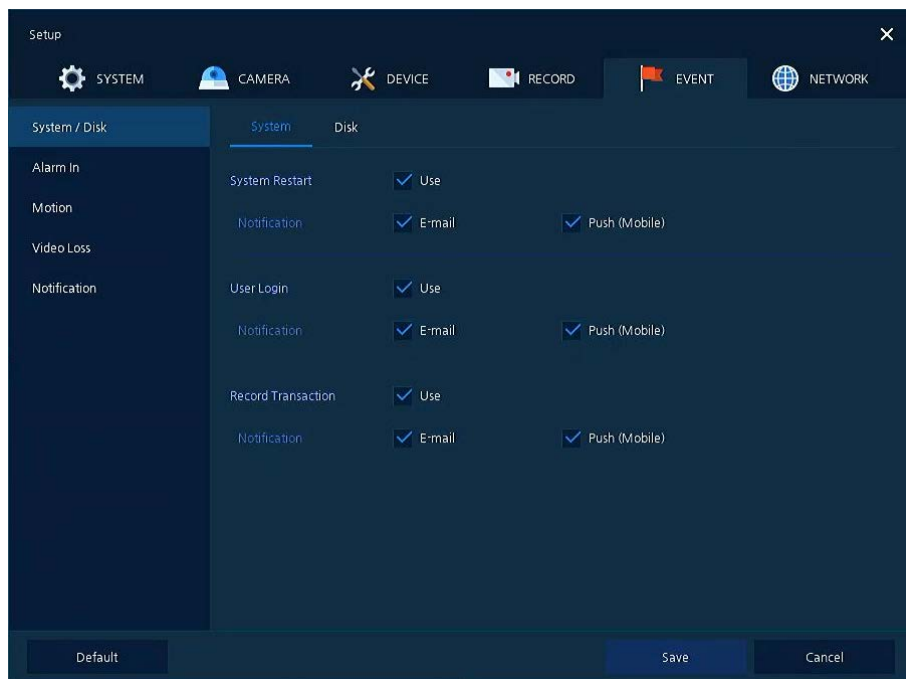 Setup
SYSTEM CAMERA DEVICE RECORD EVENT NETWORK
System / Disk
Alarm In
Motion
Video Loss
Notification
System Disk
System Restart Use
Notification E-mail Push (Mobile)
User Login Use
Notification E-mail Push (Mobile)
Record Transaction Use
Notification E-mail Push (Mobile)
Default Save Cancel